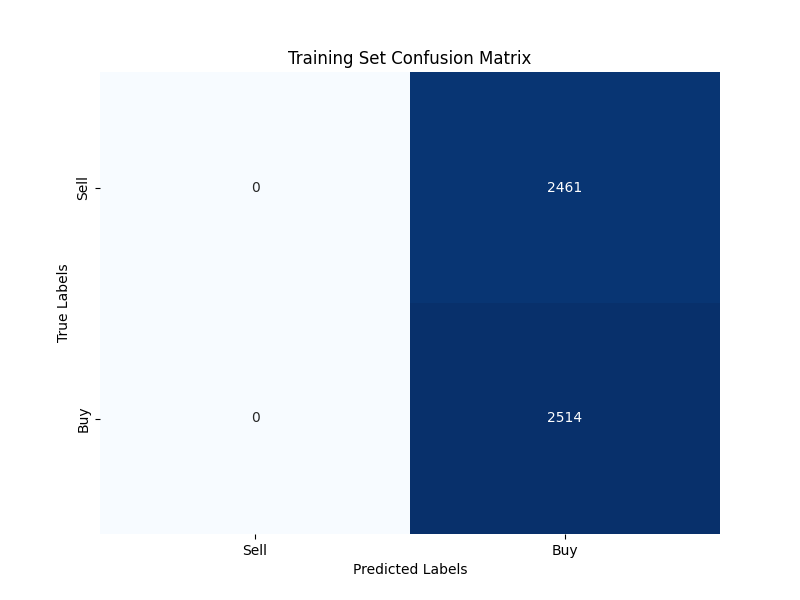 Training Set Confusion Matrix
True Labels
Sell
0
2461
Buy
0
2514
Sell
Buy
Predicted Labels